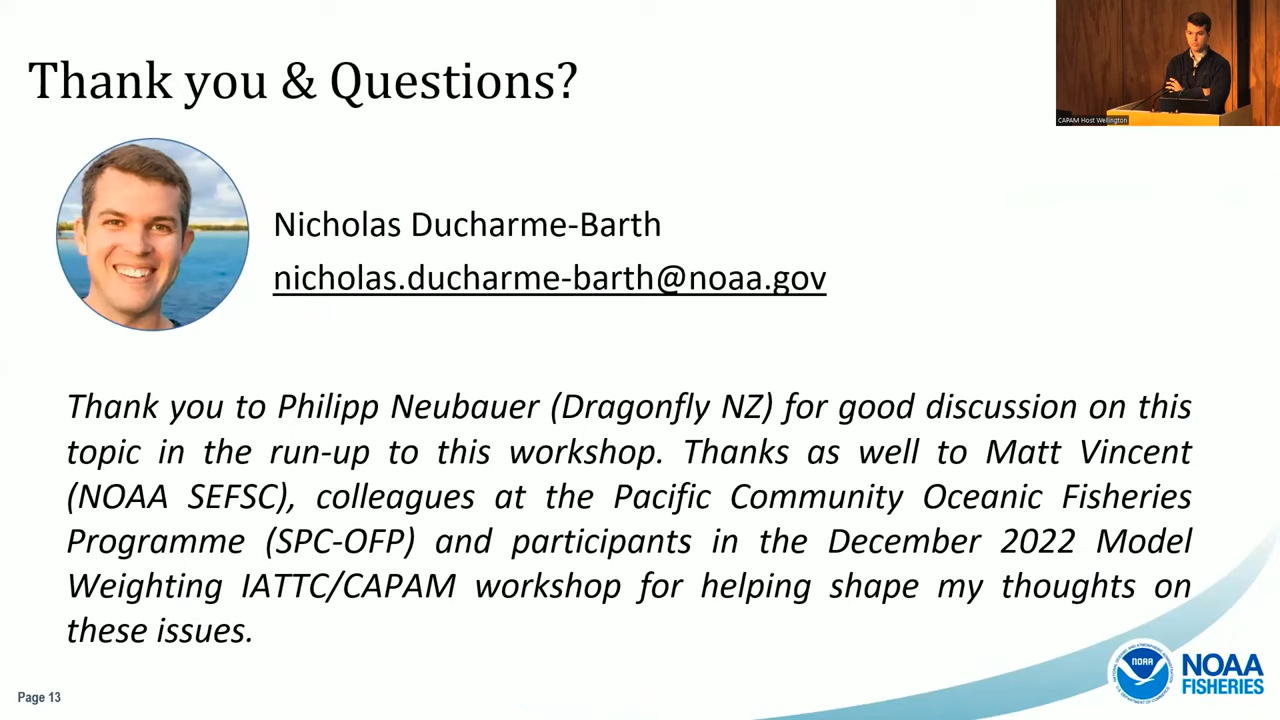 Thank you & Questions?
CAPAM Host Wellington
Nicholas Ducharme-Barth
nicholas.ducharme-barth@noaa.gov
Thank you to Philipp Neubauer (Dragonfly NZ) for good discussion on this
topic in the run-up to this workshop. Thanks as well to Matt Vincent
(NOAA SEFSC), colleagues at the Pacific Community Oceanic Fisheries
Programme (SPC-OFP) and participants in the December 2022 Model
Weighting IATTC/CAPAM workshop for helping shape my thoughts on
these issues.
Page 13
NOAA
NOAA
FISHERIES